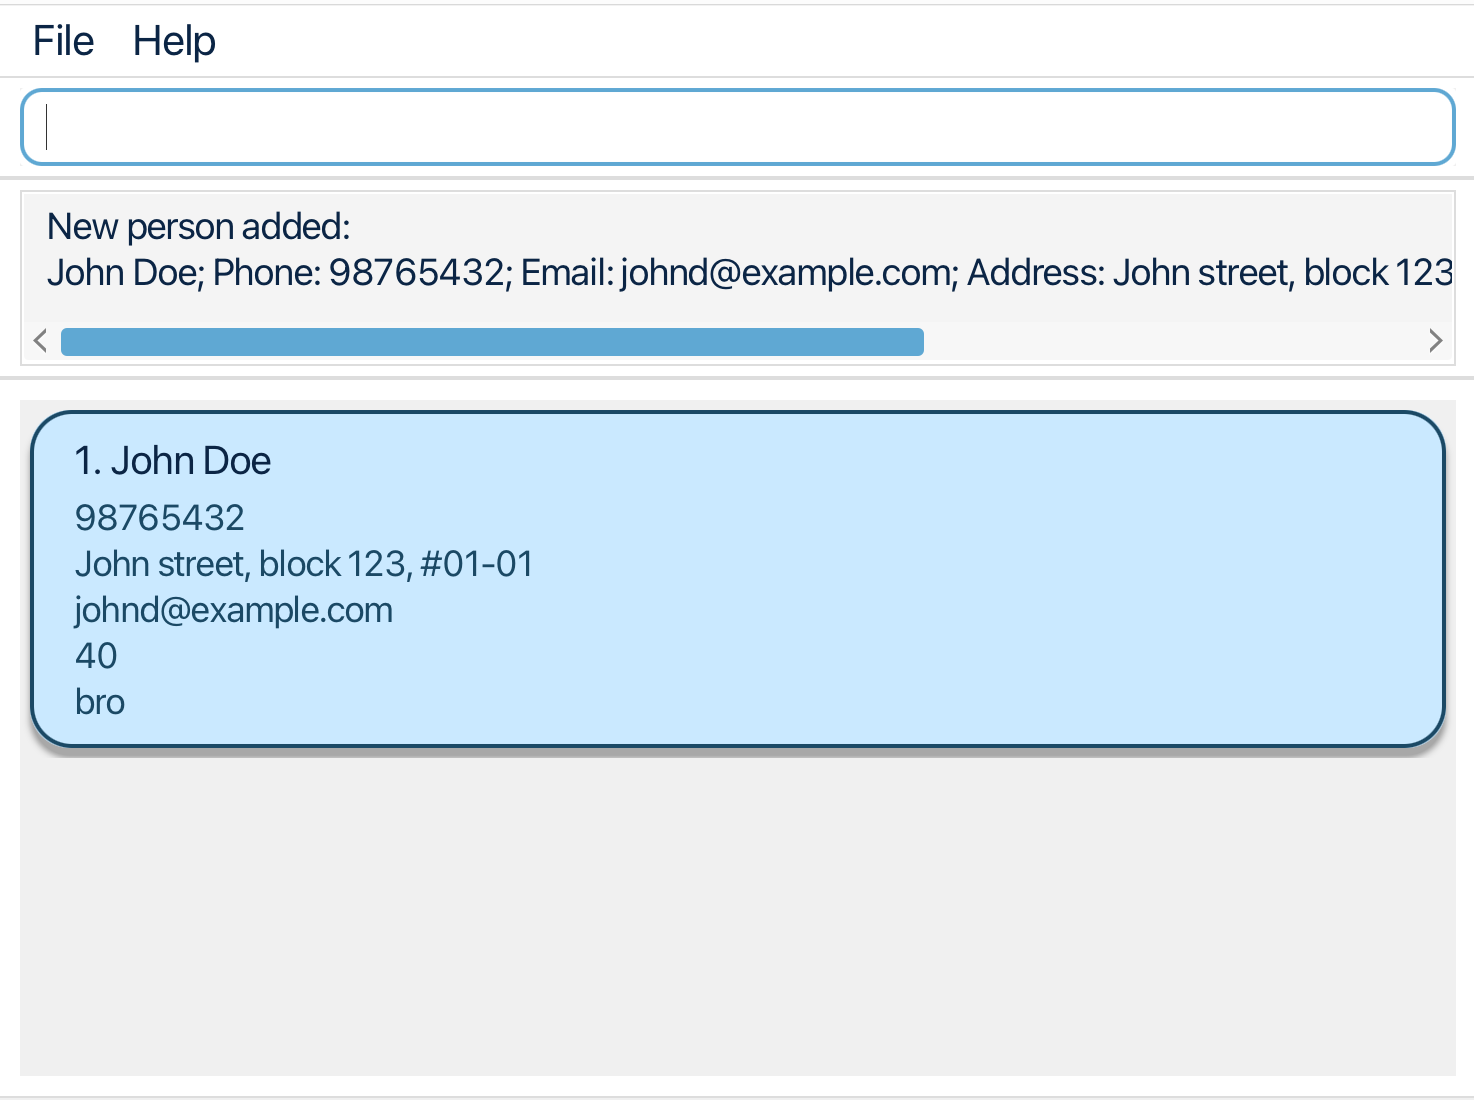 File Help
New person added:
John Doe; Phone: 98765432; Email: johnd@example.com; Address: John street, block 123
1. John Doe
98765432
John street, block 123, #01-01
johnd@example.com
40
bro